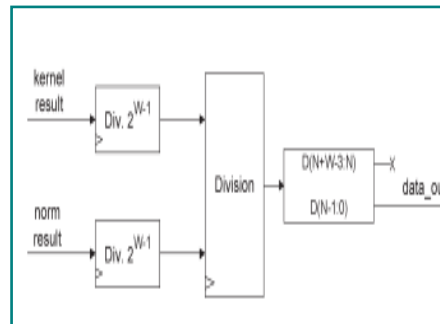 kernel
result
Div. 2^W-1
norm
result
Div. 2^W-1
Division
D(N+W-3:N)
D(N-1:0)
data_ou